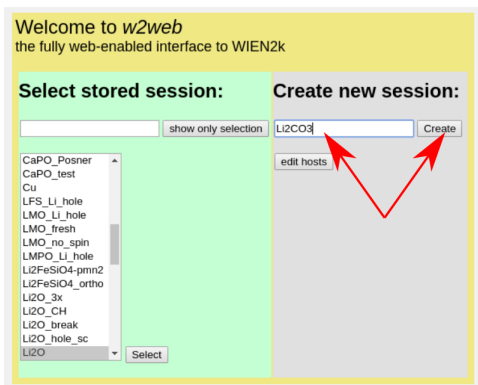 Welcome to w2web
the fully web-enabled interface to WIEN2k
Select stored session:
show only selection
CaPO_Posner
CaPO_test
Cu
LFS_Li_hole
LMO_Li_hole
LMO_fresh
LMO_no_spin
LMPO_Li_hole
Li2FeSiO4-pmn2
Li2FeSiO4_ortho
Li2O_3x
Li2O_CH
Li2O_break
Li2O_hole_sc
Li2O
Select
Create new session:
Li2CO3
Create
edit hosts